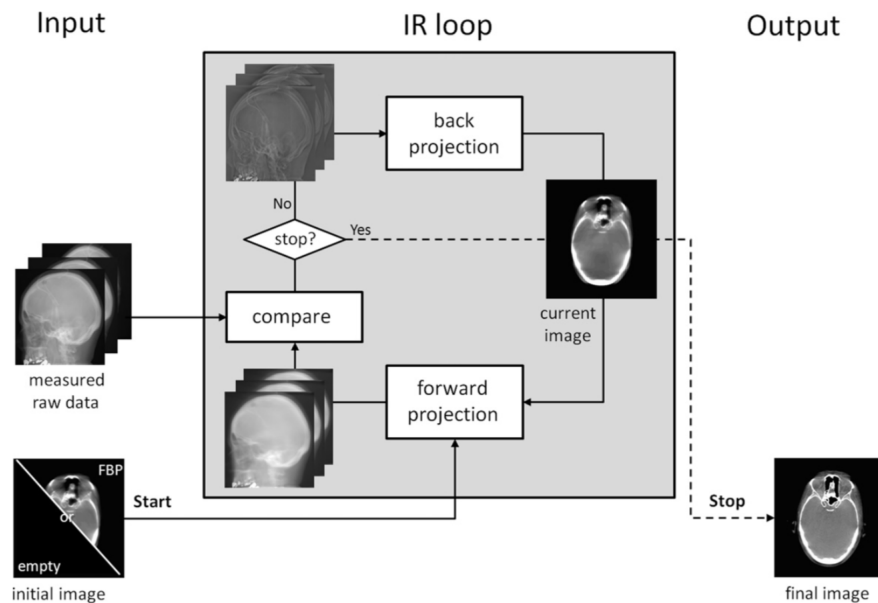 Input
IR loop
Output
back
projection
No
stop?
Yes
compare
current
image
measured
raw data
forward
projection
FBP
or
empty
Start
Stop
initial image
final image